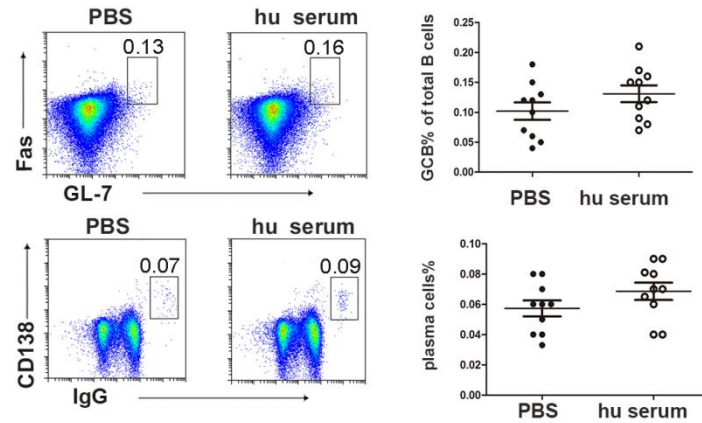 PBS hu serum
0.13 0.16
Fas
GL-7
PBS hu serum
0.07 0.09
CD138
IgG
GCB% of total B cells
0.25
0.20
0.15
0.10
0.05
0.00
PBS hu serum
plasma cells%
0.10
0.08
0.06
0.04
0.02
0.00
PBS hu serum